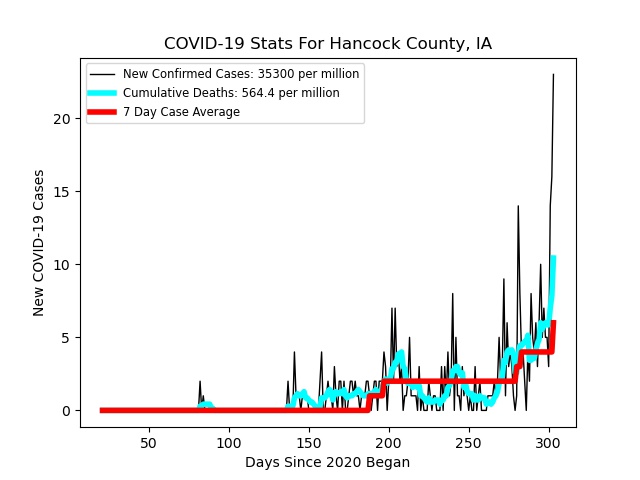 COVID-19 Stats For Hancock County, IA
New Confirmed Cases: 35300 per million
Cumulative Deaths: 564.4 per million
7 Day Case Average
New COVID-19 Cases
20
15
10
5
0
50 100 150 200 250 300
Days Since 2020 Began